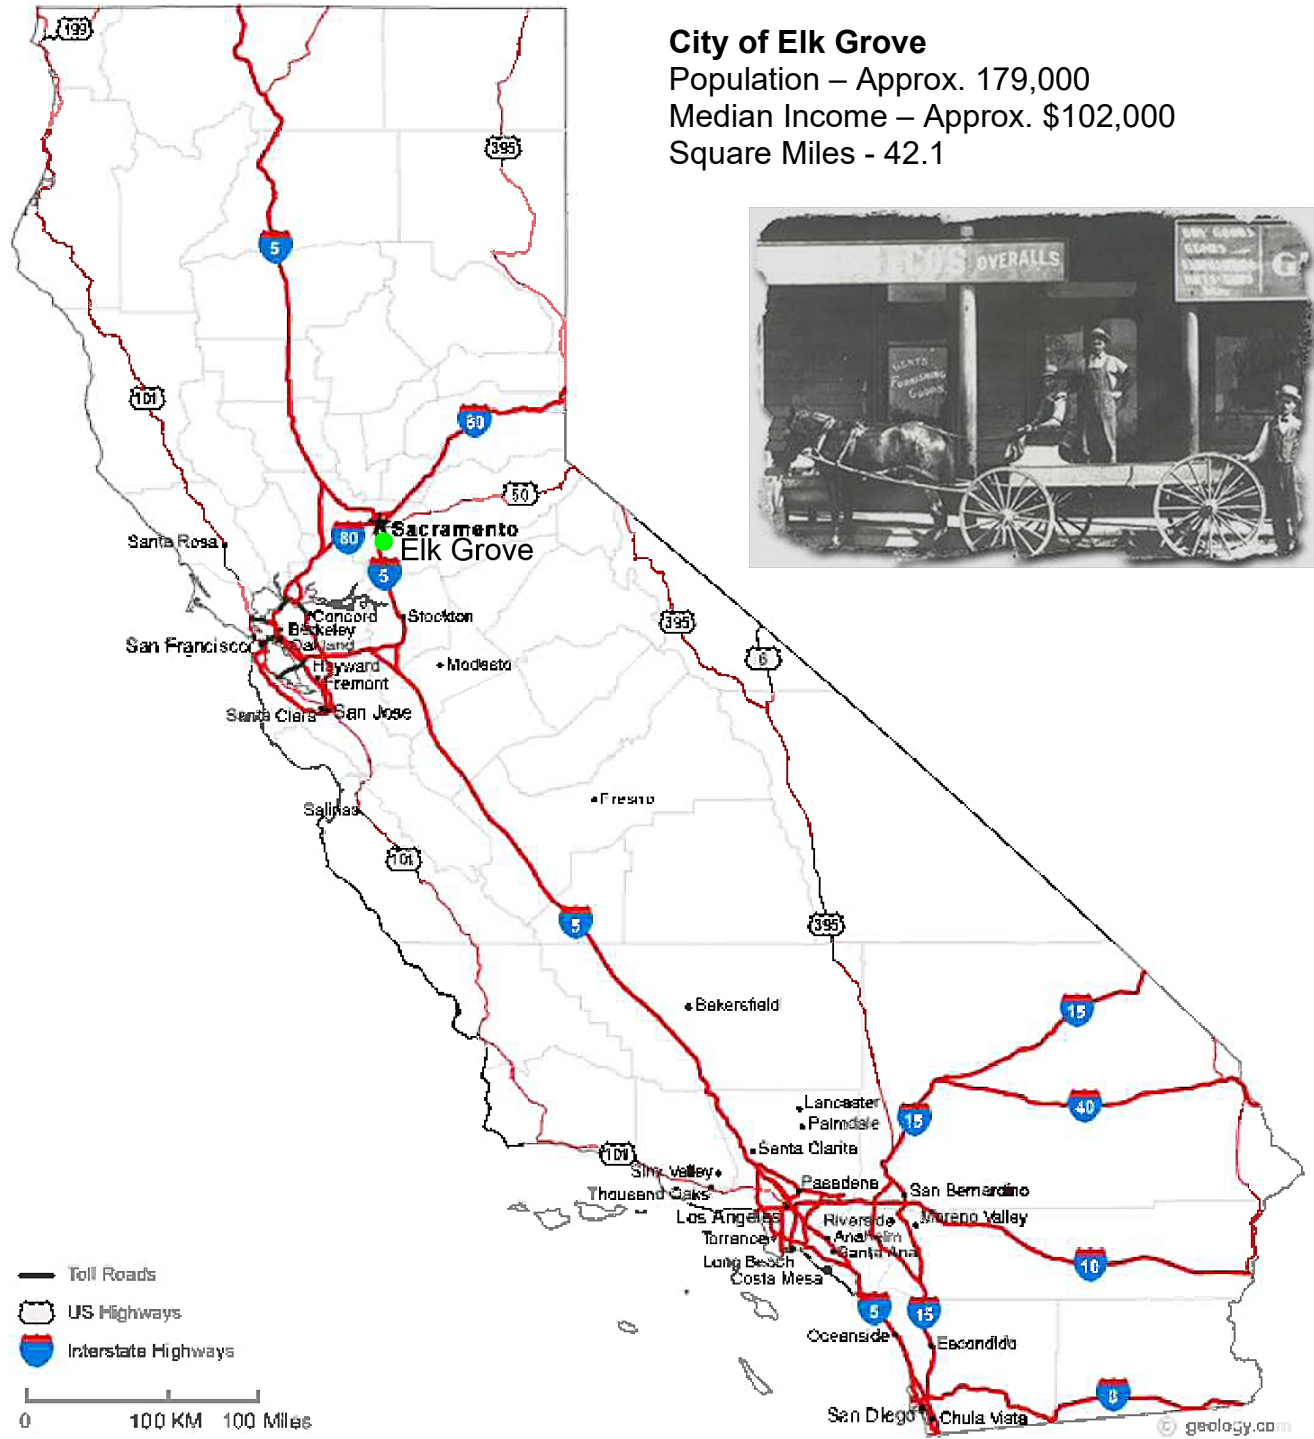 City of Elk Grove
Population – Approx. 179,000
Median Income – Approx. $102,000
Square Miles - 42.1
199
395
5
OVERALLS
GENTS
FURNISHING
GOODS
101
80
50
Sacramento
80
Elk Grove
Santa Rosa
5
Concord
Stockton
Berkeley
San Francisco
Oakland
395
6
Hayward
Modesto
Fremont
Santa Clara
San Jose
Fresno
Salinas
101
5
395
Bakersfield
15
Lancaster
40
Palmdale
15
Santa Clarita
101
Simi Valley
Pasadena
Thousand Oaks
San Bernardino
Los Angeles
Riverside
Moreno Valley
Torrance
Anaheim
Santa Ana
Long Beach
10
Costa Mesa
Toll Roads
US Highways
5
15
Oceanside
Escondido
Interstate Highways
8
0
100 KM
100 Miles
San Diego
Chula Vista
© geology.com